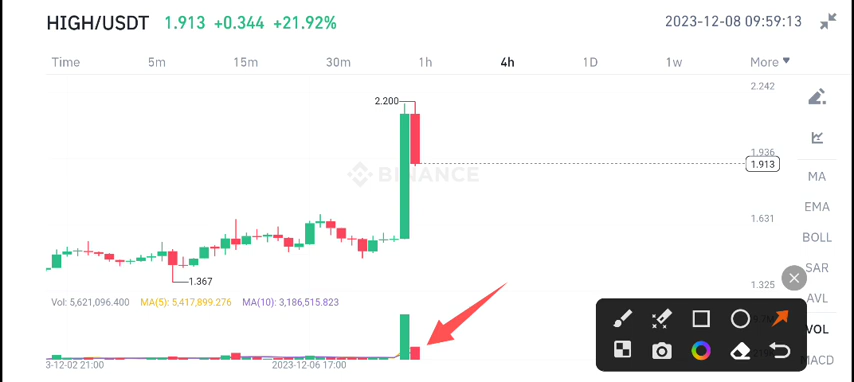 HIGH/USDT 1.913 +0.344 +21.92% 2023-12-08 09:59:13
Time 5m 15m 30m 1h 4h 1D 1w More
2.242
2.200
1.936
1.913
BINANCE
MA
EMA
1.631
BOLL
SAR
1.367
1.325
AVL
Vol: 5,621,096.400 MA(5): 5,417,899.276 MA(10): 3,186,515.823
VOL
MACD
3-12-02 21:00 2023-12-06 17:00